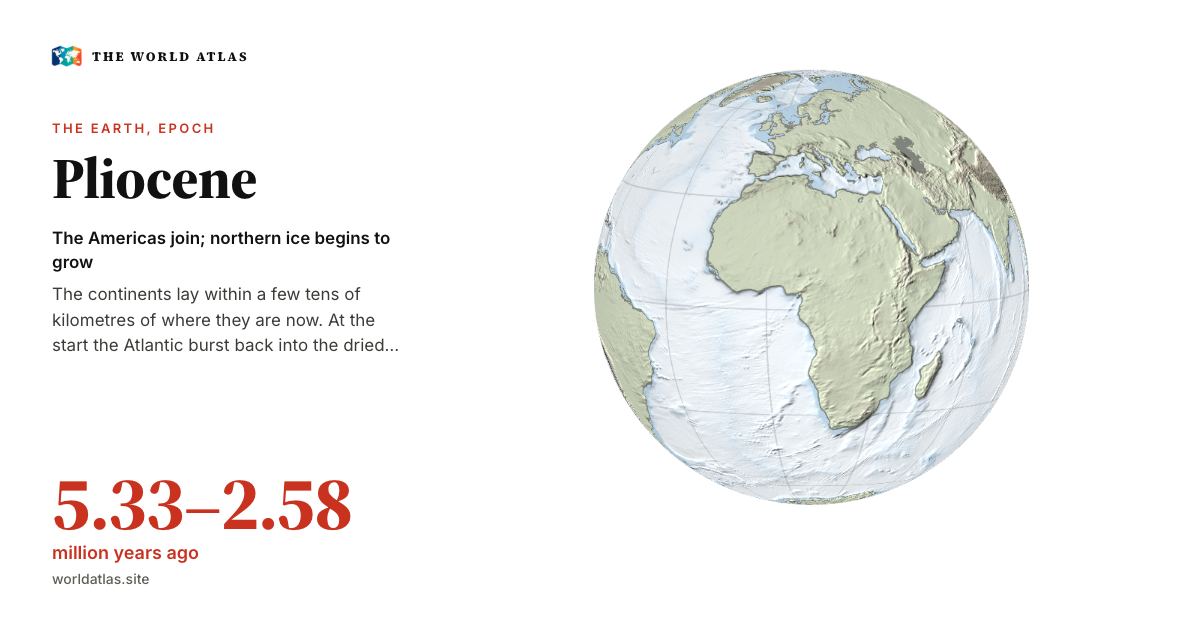 THE WORLD ATLAS
THE EARTH, EPOCH
Pliocene
The Americas join; northern ice begins to
grow
The continents lay within a few tens of
kilometres of where they are now. At the
start the Atlantic burst back into the dried…
5.33–2.58
million years ago
worldatlas.site